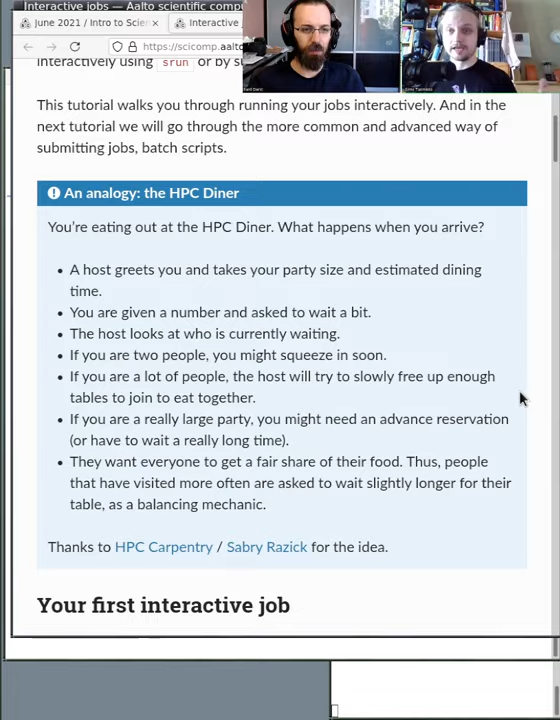 Interactive jobs — Aalto scientific comp
June 2021 / Intro to Scien
Interactive
https://scicomp.aalto
interactively using srun or by su
This tutorial walks you through running your jobs interactively. And in the
next tutorial we will go through the more common and advanced way of
submitting jobs, batch scripts.
An analogy: the HPC Diner
You're eating out at the HPC Diner. What happens when you arrive?
• A host greets you and takes your party size and estimated dining
time.
• You are given a number and asked to wait a bit.
• The host looks at who is currently waiting.
• If you are two people, you might squeeze in soon.
• If you are a lot of people, the host will try to slowly free up enough
tables to join to eat together.
• If you are a really large party, you might need an advance reservation
(or have to wait a really long time).
• They want everyone to get a fair share of their food. Thus, people
that have visited more often are asked to wait slightly longer for their
table, as a balancing mechanic.
Thanks to HPC Carpentry / Sabry Razick for the idea.
Your first interactive job